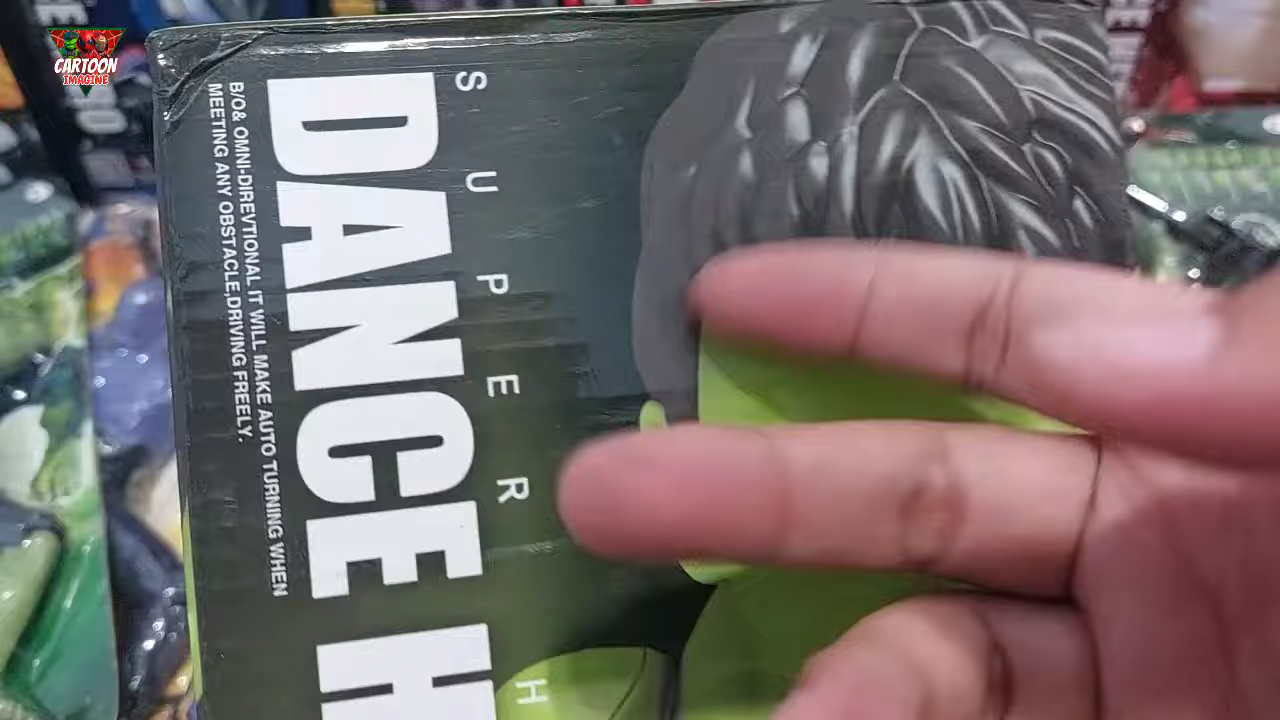 CARTOON
IMAGINE
SUPER H
DANCE H
B/O& OMNI-DIREVTIONAL IT WILL MAKE AUTO TURNING WHEN
MEETING ANY OBSTACLE,DRIVING FREELY.